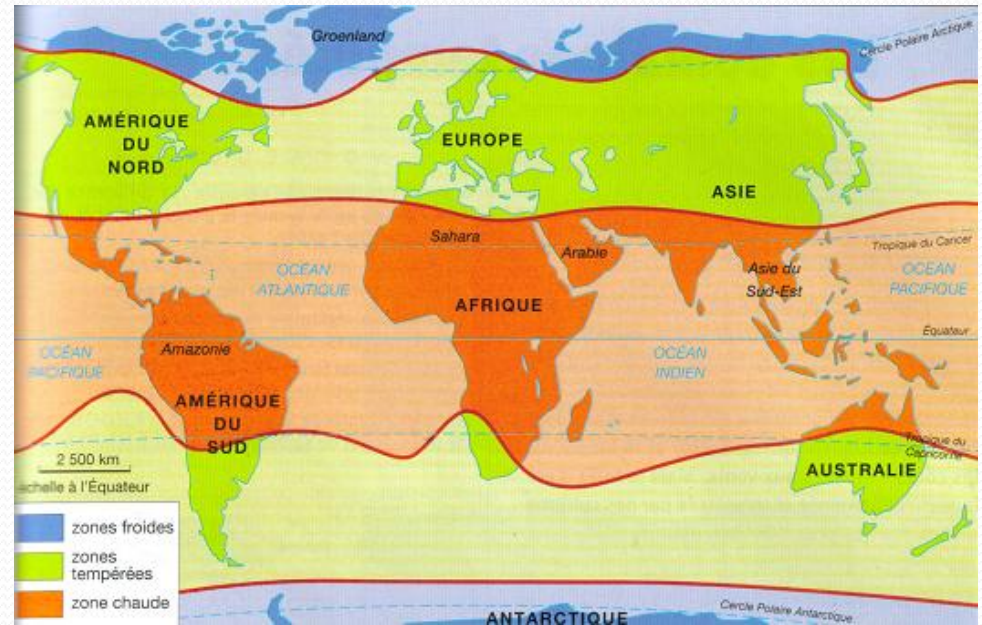 Groenland
Cercle Polaire Arctique
AMÉRIQUE
DU
NORD
EUROPE
ASIE
Sahara
Arabie
Tropique du Cancer
OCÉAN
ATLANTIQUE
Asie du
Sud-Est
OCÉAN
PACIFIQUE
AFRIQUE
Équateur
Amazonie
OCÉAN
PACIFIQUE
OCÉAN
INDIEN
AMÉRIQUE
DU
SUD
Tropique du
Capricorne
AUSTRALIE
2 500 km
échelle à l'Équateur
zones froides
zones
tempérées
zone chaude
Cercle Polaire Antarctique
ANTARCTIQUE